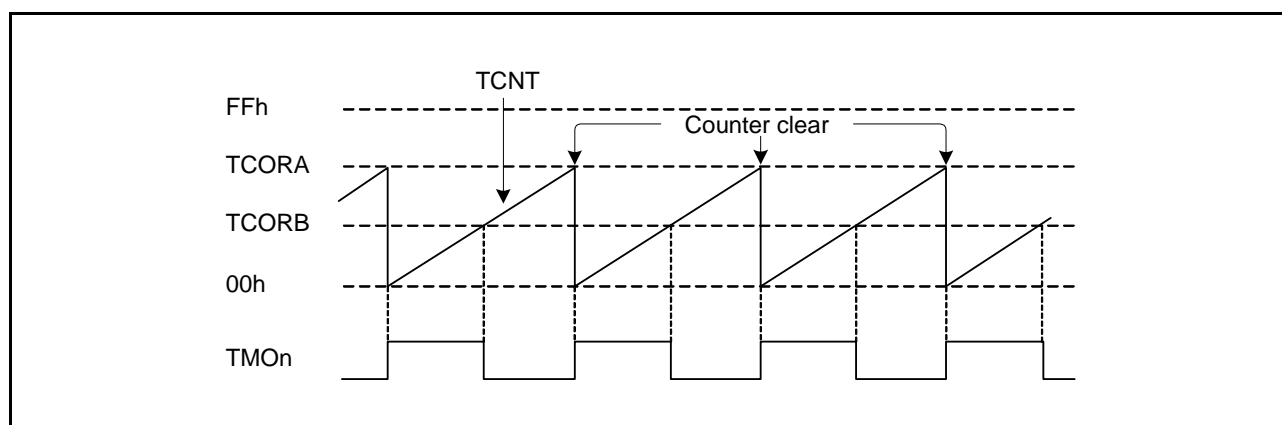 TCNT
FFh
Counter clear
TCORA
TCORB
00h
TMOn